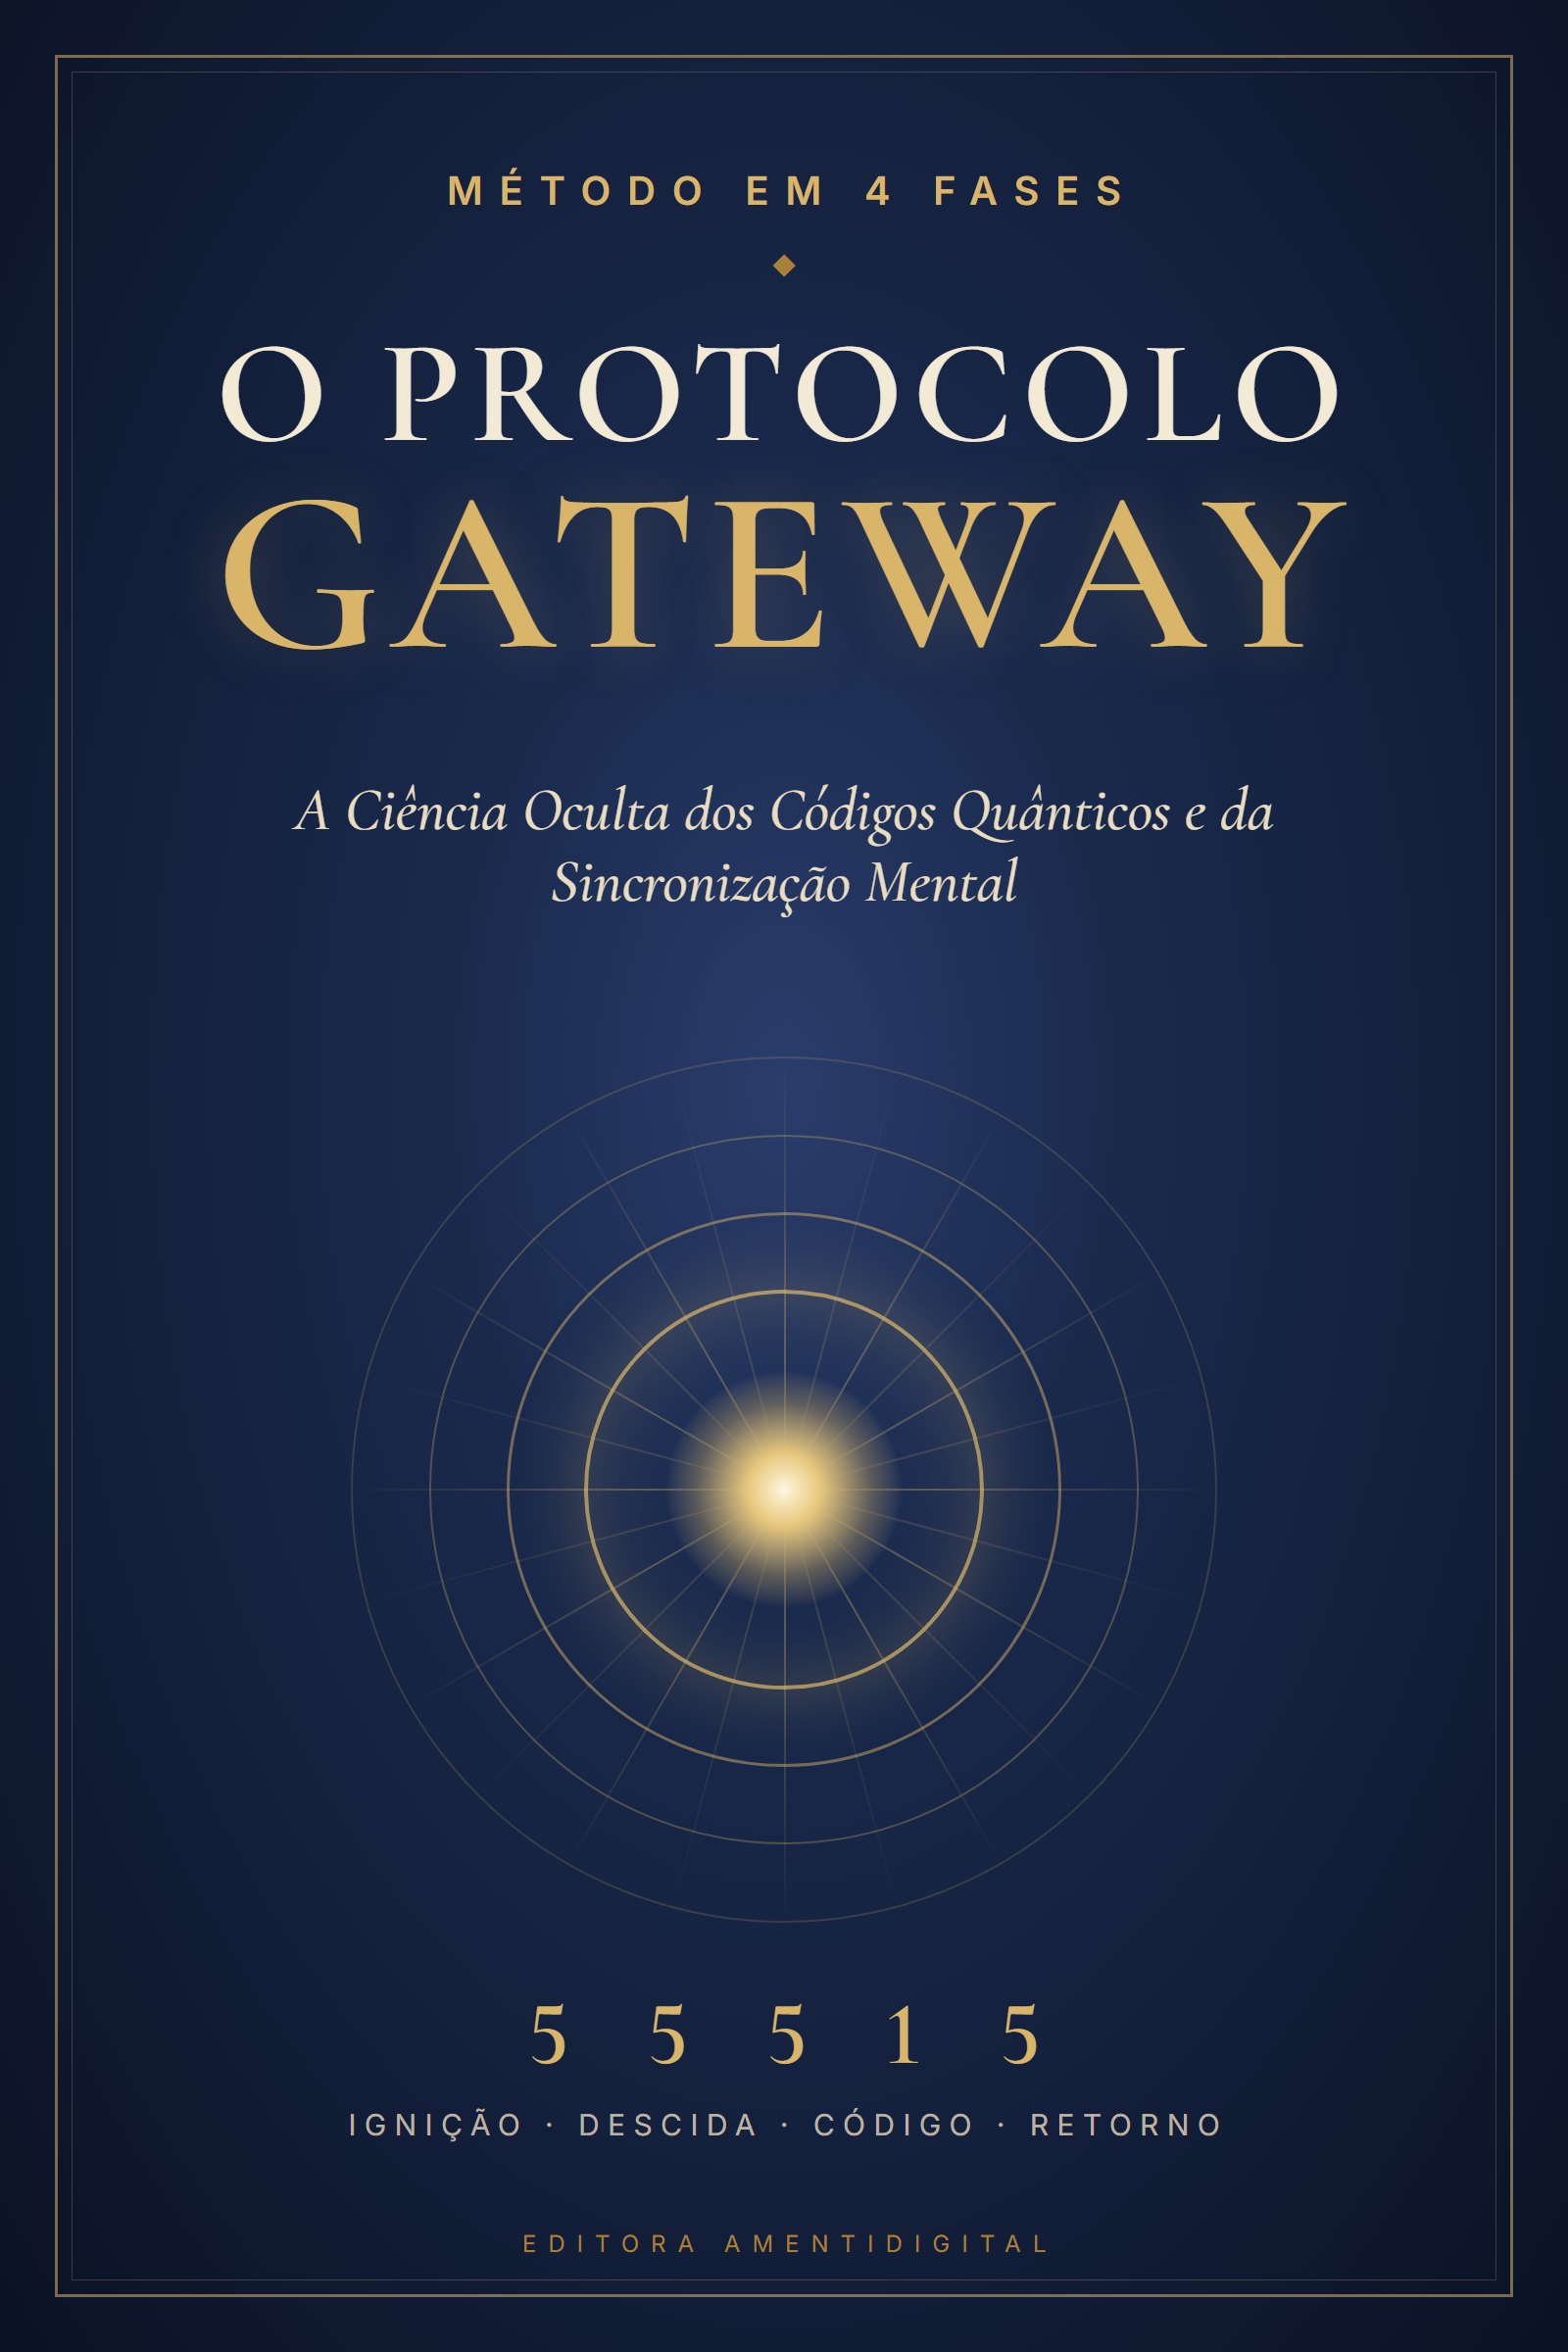 MÉTODO EM 4 FASES
O PROTOCOLO
GATEWAY
A Ciência Oculta dos Códigos Quânticos e da
Sincronização Mental
5 5 5 1 5
IGNIÇÃO · DESCIDA · CÓDIGO · RETORNO
EDITORA AMENTIDIGITAL